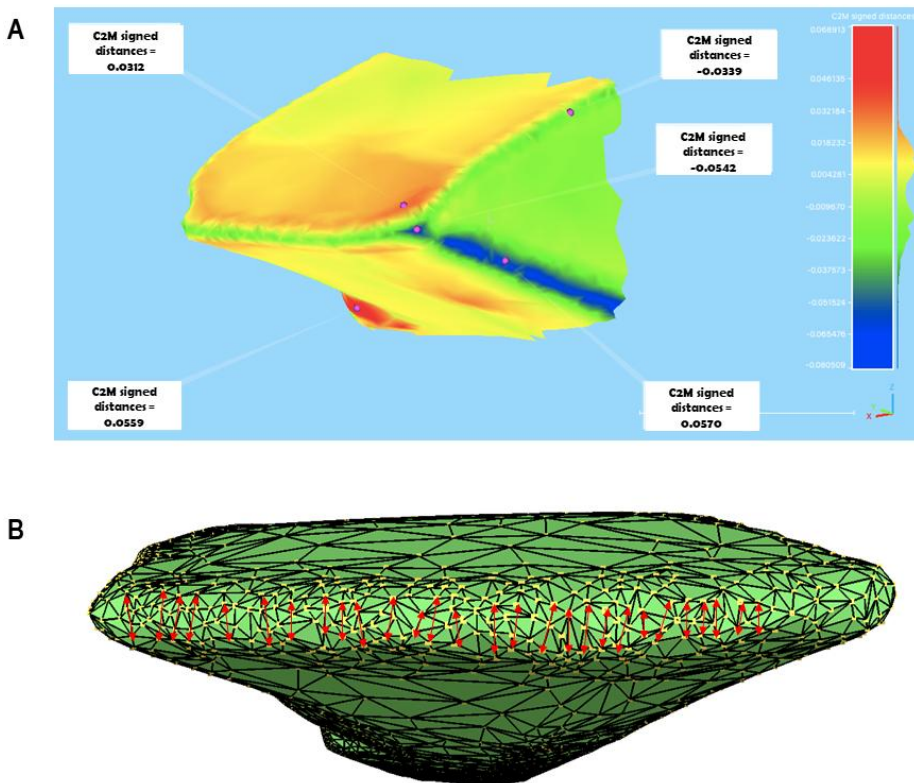 A
C2M signed
distances =
0.0312
C2M signed
distances =
-0.0339
C2M signed
distances =
-0.0542
C2M signed
distances =
0.0559
C2M signed
distances =
0.0570
C2M signed distances
0.066913
0.046135
0.032184
0.018232
0.004281
-0.009670
-0.023622
-0.037573
-0.051524
-0.065476
-0.080509
Z
Y
X
B